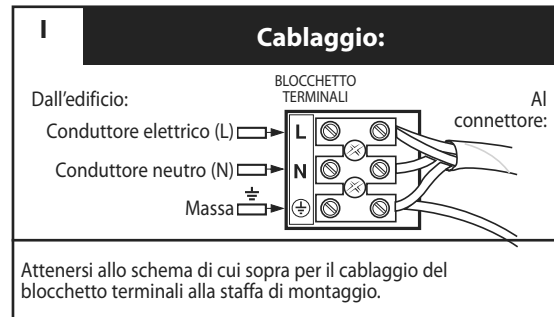 I
Cablaggio:
BLOCCHETTO
TERMINALI
Dall'edificio:
Al
connettore:
Conduttore elettrico (L)
L
Conduttore neutro (N)
N
Massa
Attenersi allo schema di cui sopra per il cablaggio del
blocchetto terminali alla staffa di montaggio.